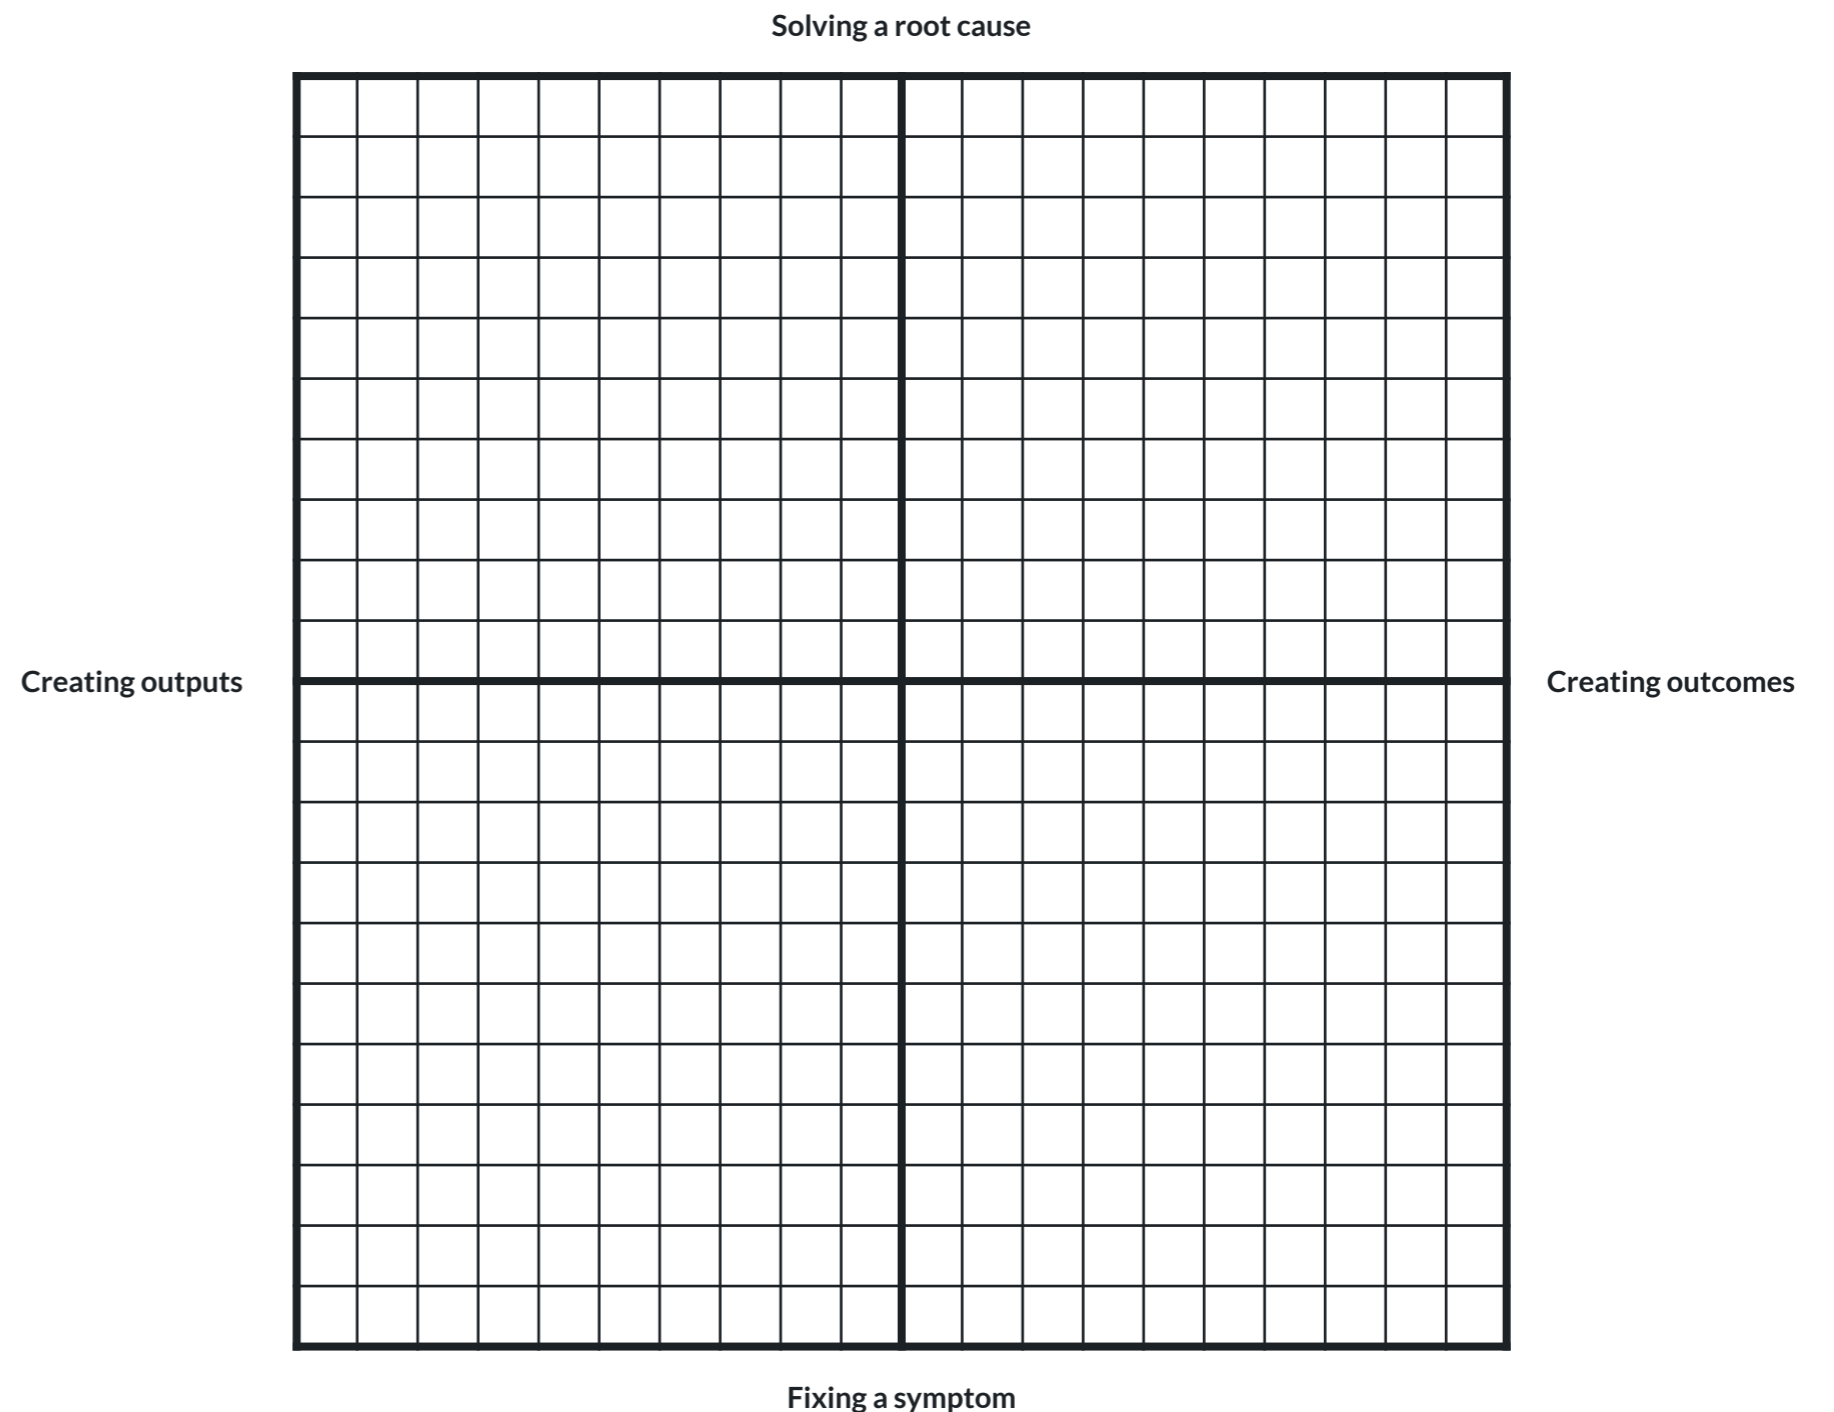 Solving a root cause
Creating outputs
Creating outcomes
Fixing a symptom